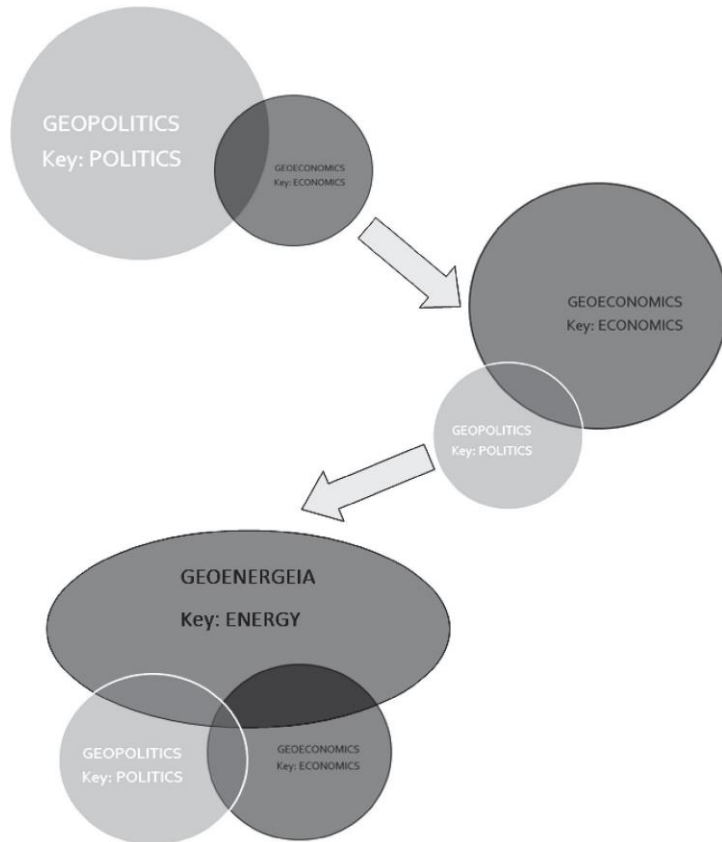 GEOPOLITICS
Key: POLITICS
GEOECONOMICS
Key: ECONOMICS
GEOECONOMICS
Key: ECONOMICS
GEOPOLITICS
Key: POLITICS
GEOENERGEIA
Key: ENERGY
GEOPOLITICS
Key: POLITICS
GEOECONOMICS
Key: ECONOMICS